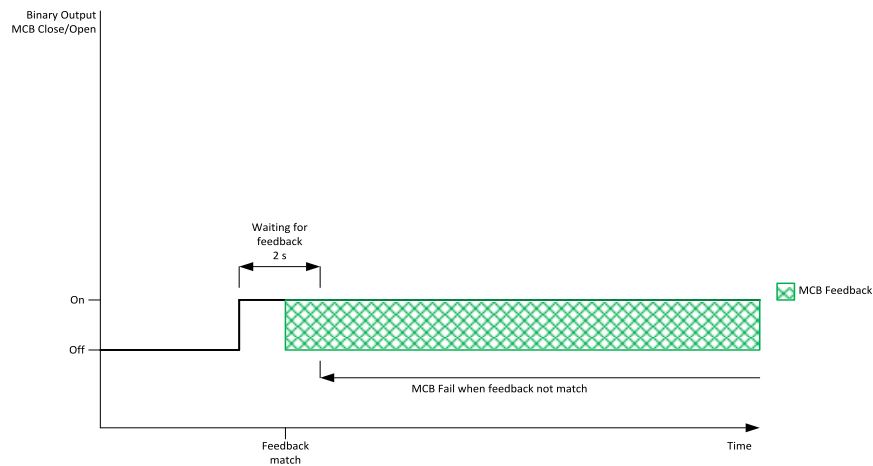 Binary Output
MCB Close/Open
Waiting for
feedback
2 s
On
MCB Feedback
Off
MCB Fail when feedback not match
Feedback
match
Time